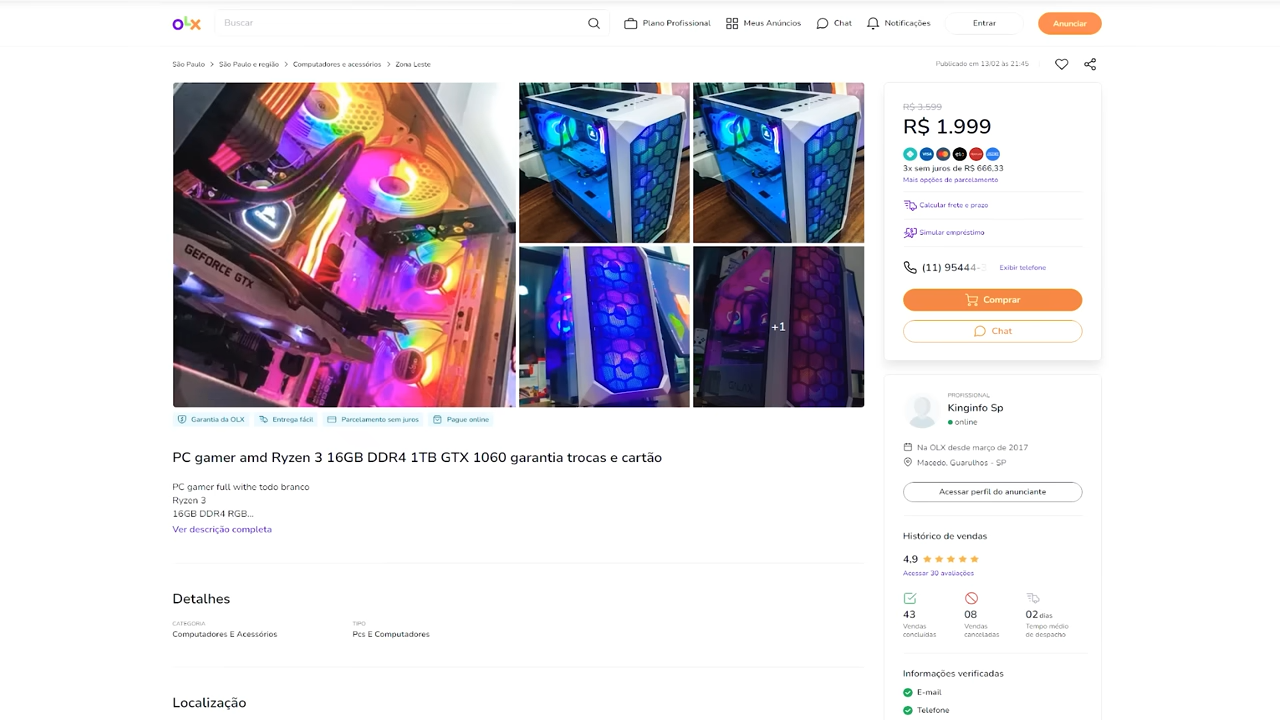 OLX
Buscar
Plano Profissional
Meus Anúncios
Chat
Notificações
Entrar
Anunciar
São Paulo > São Paulo e região > Computadores e acessórios > Zona Leste
Publicado em 13/02 às 21:45
GEFORCE GTX
+1
R$ 3.599
R$ 1.999
VISA
3x sem juros de R$ 666,33
Mais opções de parcelamento
Calcular frete e prazo
Simular empréstimo
(11) 95444-
Exibir telefone
Comprar
Chat
Garantia da OLX
Entrega fácil
Parcelamento sem juros
Pague online
PC gamer amd Ryzen 3 16GB DDR4 1TB GTX 1060 garantia trocas e cartão
PC gamer full withe todo branco
Ryzen 3
16GB DDR4 RGB...
Ver descrição completa
Detalhes
CATEGORIA
Computadores E Acessórios
TIPO
Pcs E Computadores
Localização
PROFISSIONAL
Kinginfo Sp
online
Na OLX desde março de 2017
Macedo, Guarulhos - SP
Acessar perfil do anunciante
Histórico de vendas
4,9
Acessar 30 avaliações
43
Vendas
concluídas
08
Vendas
canceladas
02 dias
Tempo médio
de despacho
Informações verificadas
E-mail
Telefone